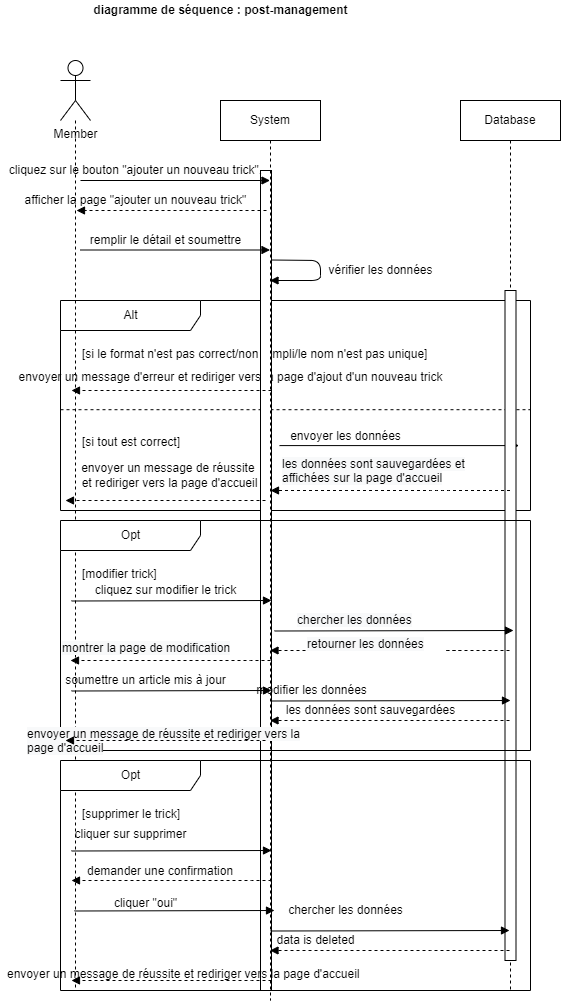 diagramme de séquence : post-management
Member
System
Database
cliquez sur le bouton "ajouter un nouveau trick"
afficher la page "ajouter un nouveau trick"
remplir le détail et soumettre
vérifier les données
Alt
[si le format n'est pas correct/non mpli/le nom n'est pas unique]
envoyer un message d'erreur et rediriger vers la page d'ajout d'un nouveau trick
envoyer les données
[si tout est correct]
les données sont sauvegardées et
affichées sur la page d'accueil
envoyer un message de réussite
et rediriger vers la page d'accueil
Opt
[modifier trick]
cliquez sur modifier le trick
chercher les données
retourner les données
montrer la page de modification
soumettre un article mis à jour
modifier les données
les données sont sauvegardées
envoyer un message de réussite et rediriger vers la
page d'accueil
Opt
[supprimer le trick]
cliquer sur supprimer
demander une confirmation
cliquer "oui"
chercher les données
data is deleted
envoyer un message de réussite et rediriger vers la page d'accueil